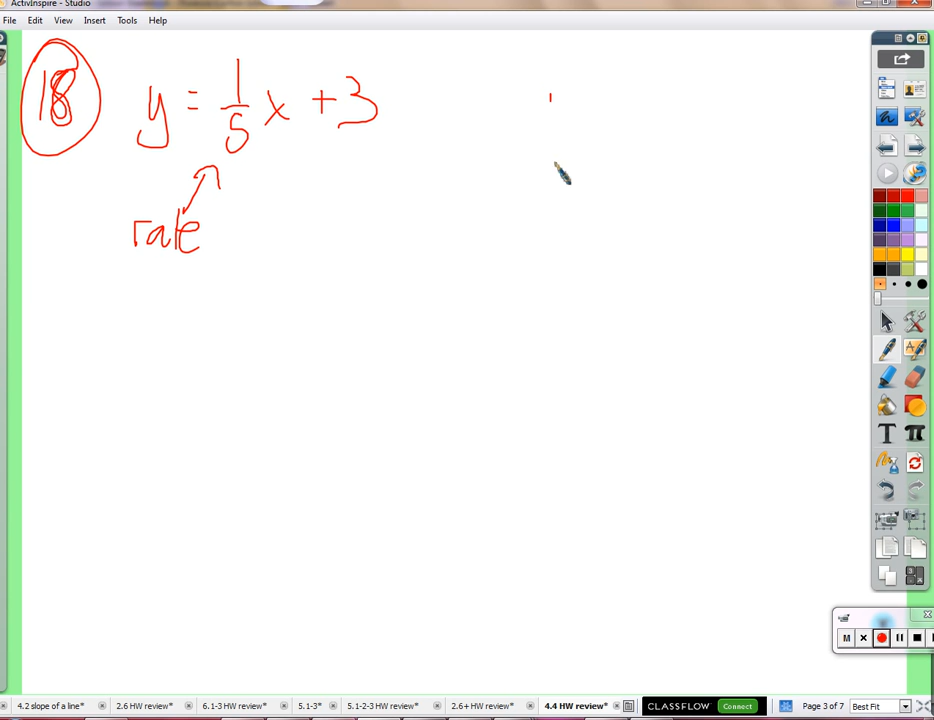 ActivInspire - Studio
File Edit View Insert Tools Help
18 y = 1/5 x + 3
rate
T π
M
4.2 slope of a line* 2.6 HW review* 6.1-3 HW review* 5.1-3* 5.1-2-3 HW review* 2.6+ HW review* 4.4 HW review* CLASSFLOW Connect Page 3 of 7 Best Fit